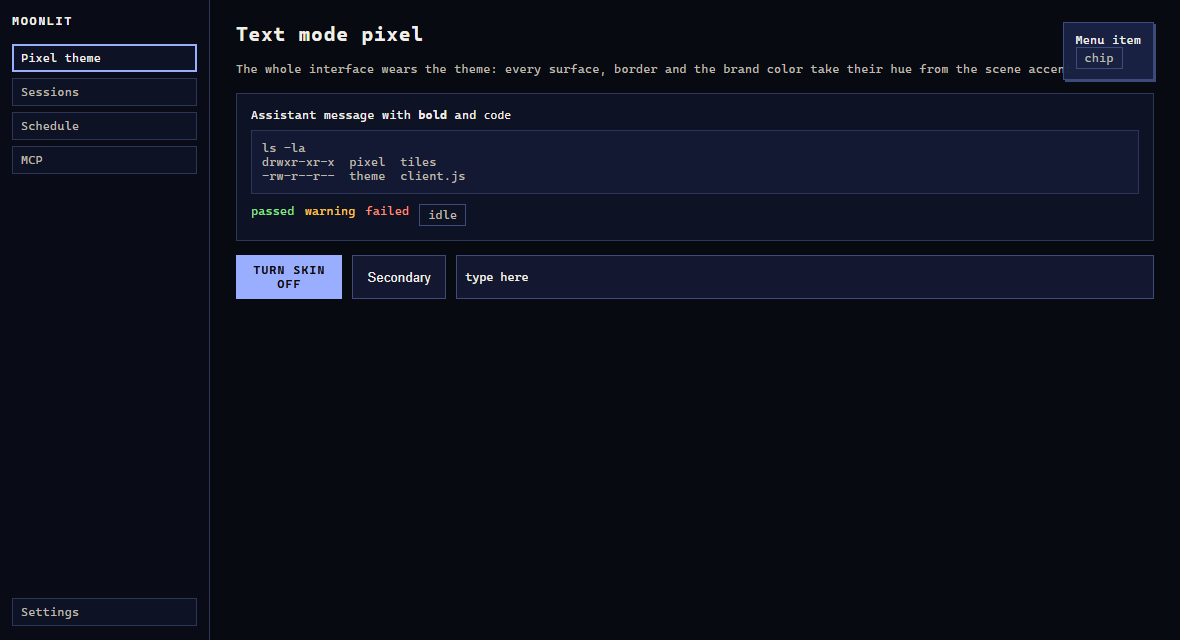 MOONLIT
Pixel theme
Sessions
Schedule
MCP
Settings
Text mode pixel
The whole interface wears the theme: every surface, border and the brand color take their hue from the scene
Menu item
chip
Assistant message with bold and code
ls -la
drwxr-xr-x  pixel  tiles
-rw-r--r--  theme  client.js
passed warning failed idle
TURN SKIN
OFF
Secondary
type here